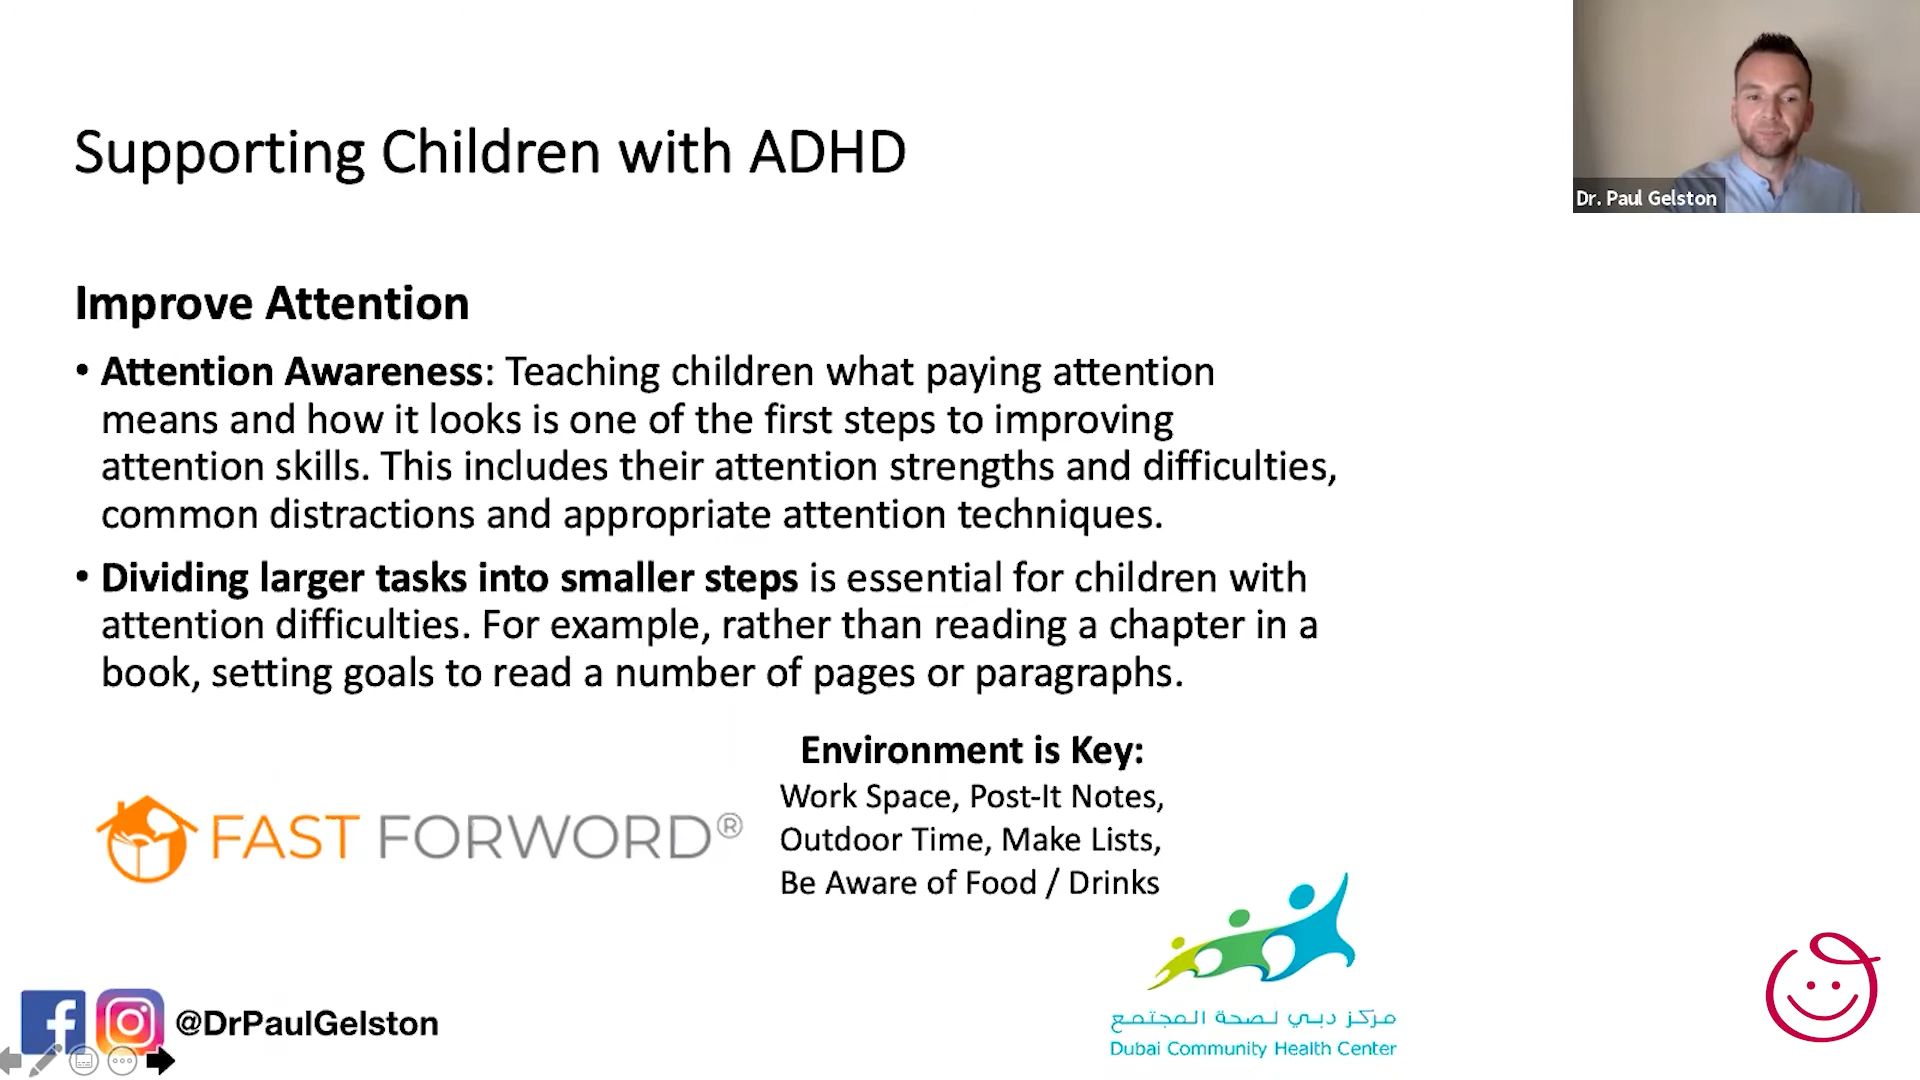 Supporting Children with ADHD
Dr. Paul Gelston
Improve Attention
• Attention Awareness: Teaching children what paying attention
means and how it looks is one of the first steps to improving
attention skills. This includes their attention strengths and difficulties,
common distractions and appropriate attention techniques.
• Dividing larger tasks into smaller steps is essential for children with
attention difficulties. For example, rather than reading a chapter in a
book, setting goals to read a number of pages or paragraphs.
Environment is Key:
Work Space, Post-It Notes,
Outdoor Time, Make Lists,
Be Aware of Food / Drinks
FAST FORWORD®
@DrPaulGelston
مركز دبي لصحة المجتمع
Dubai Community Health Center